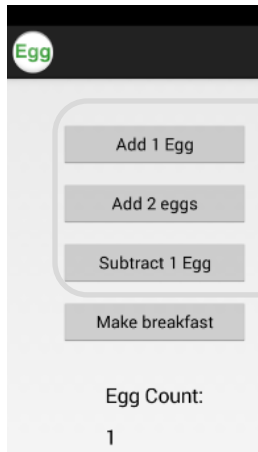 Egg
Add 1 Egg
Add 2 eggs
Subtract 1 Egg
Make breakfast
Egg Count:
1